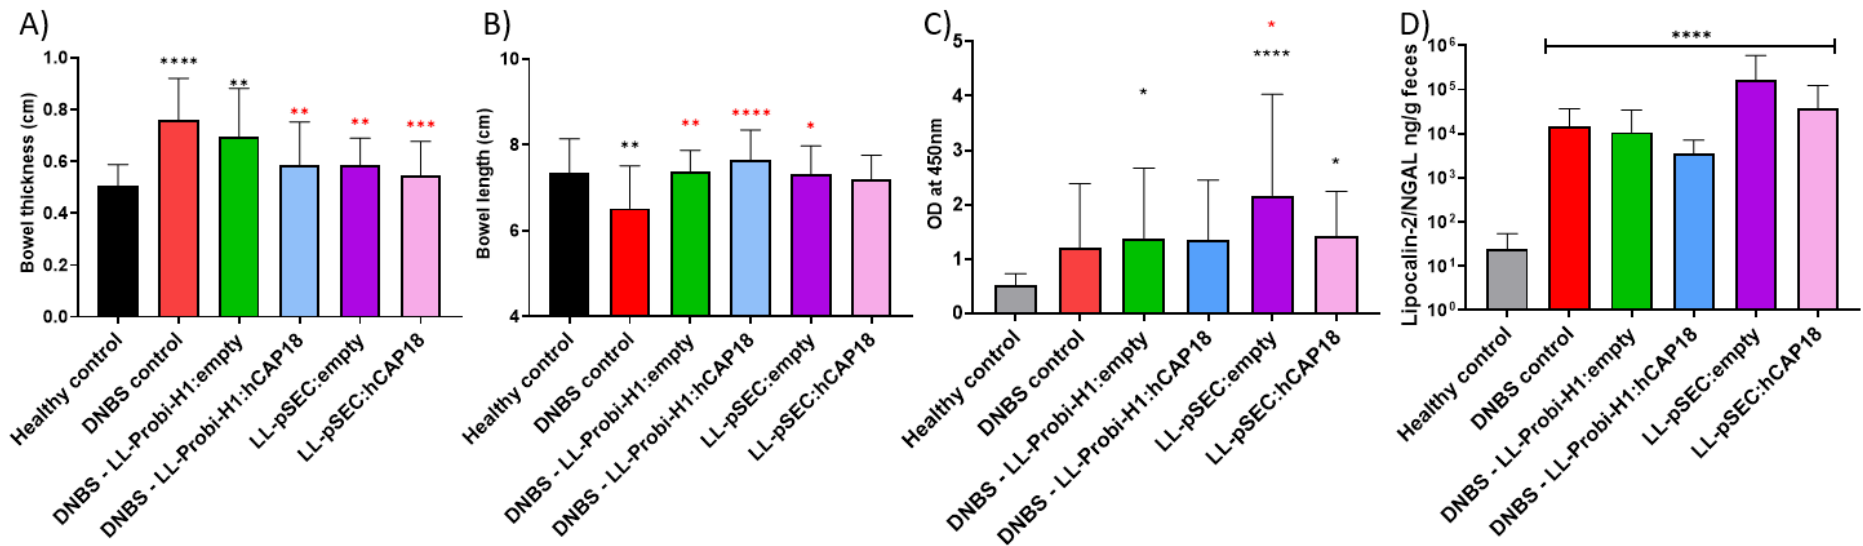 A)
Bowel thickness (cm)
1.0
0.8
0.6
0.4
0.2
0.0
****
**
**
**
***
Healthy control
DNBS control
DNBS - LL-Probi-H1:empty
DNBS - LL-Probi-H1:hCAP18
LL-pSEC:empty
LL-pSEC:hCAP18
B)
Bowel length (cm)
10
8
6
4
**
**
****
*
Healthy control
DNBS control
DNBS - LL-Probi-H1:empty
DNBS - LL-Probi-H1:hCAP18
LL-pSEC:empty
LL-pSEC:hCAP18
C)
OD at 450nm
5
4
3
2
1
0
*
*
****
*
Healthy control
DNBS control
DNBS - LL-Probi-H1:empty
DNBS - LL-Probi-H1:hCAP18
LL-pSEC:empty
LL-pSEC:hCAP18
D)
Lipocalin-2/NGAL ng/g feces
10⁶
10⁵
10⁴
10³
10²
10¹
10⁰
****
Healthy control
DNBS control
DNBS - LL-Probi-H1:empty
DNBS - LL-Probi-H1:hCAP18
LL-pSEC:empty
LL-pSEC:hCAP18